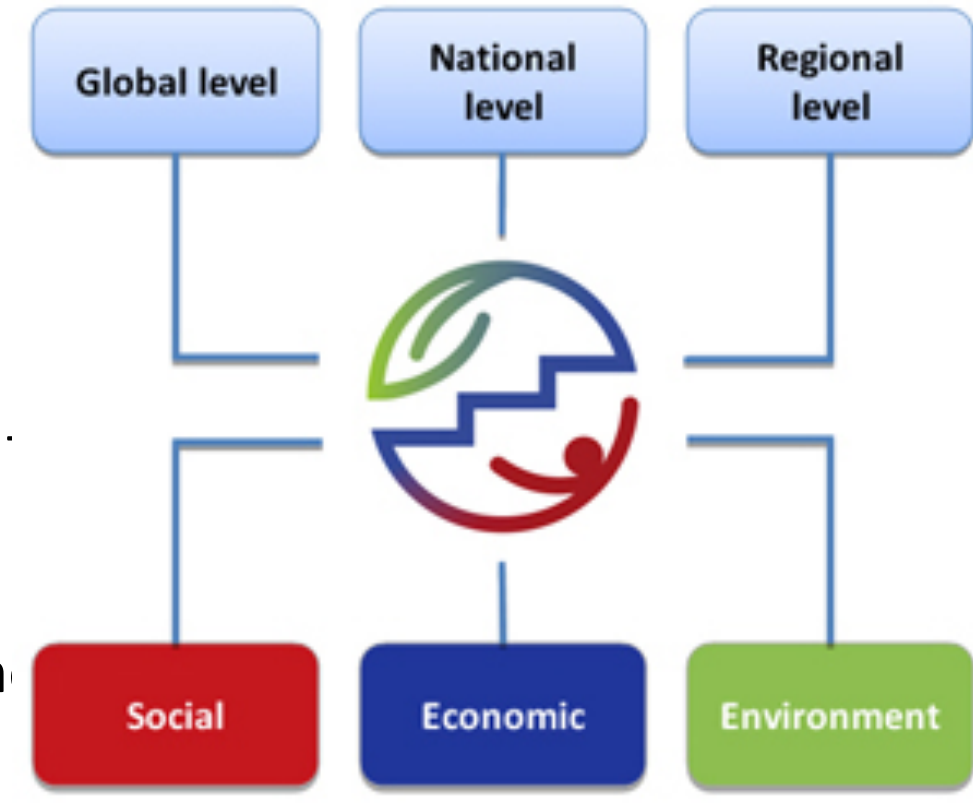 Global level
National
level
Regional
level
Social
Economic
Environment